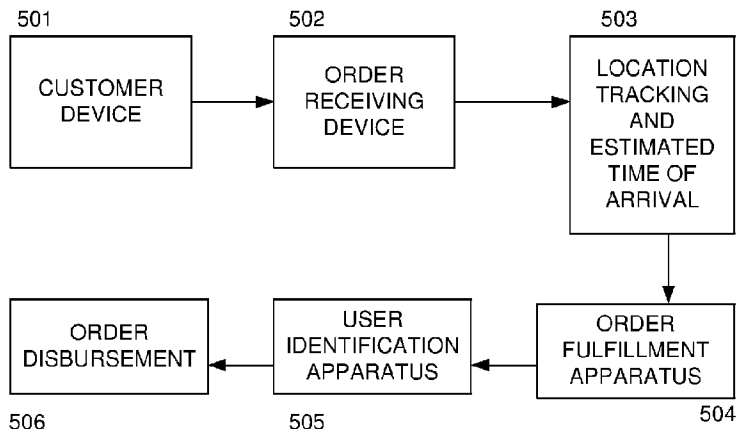 501
CUSTOMER
DEVICE
502
ORDER
RECEIVING
DEVICE
503
LOCATION
TRACKING
AND
ESTIMATED
TIME OF
ARRIVAL
ORDER
FULFILLMENT
APPARATUS
504
USER
IDENTIFICATION
APPARATUS
505
ORDER
DISBURSEMENT
506